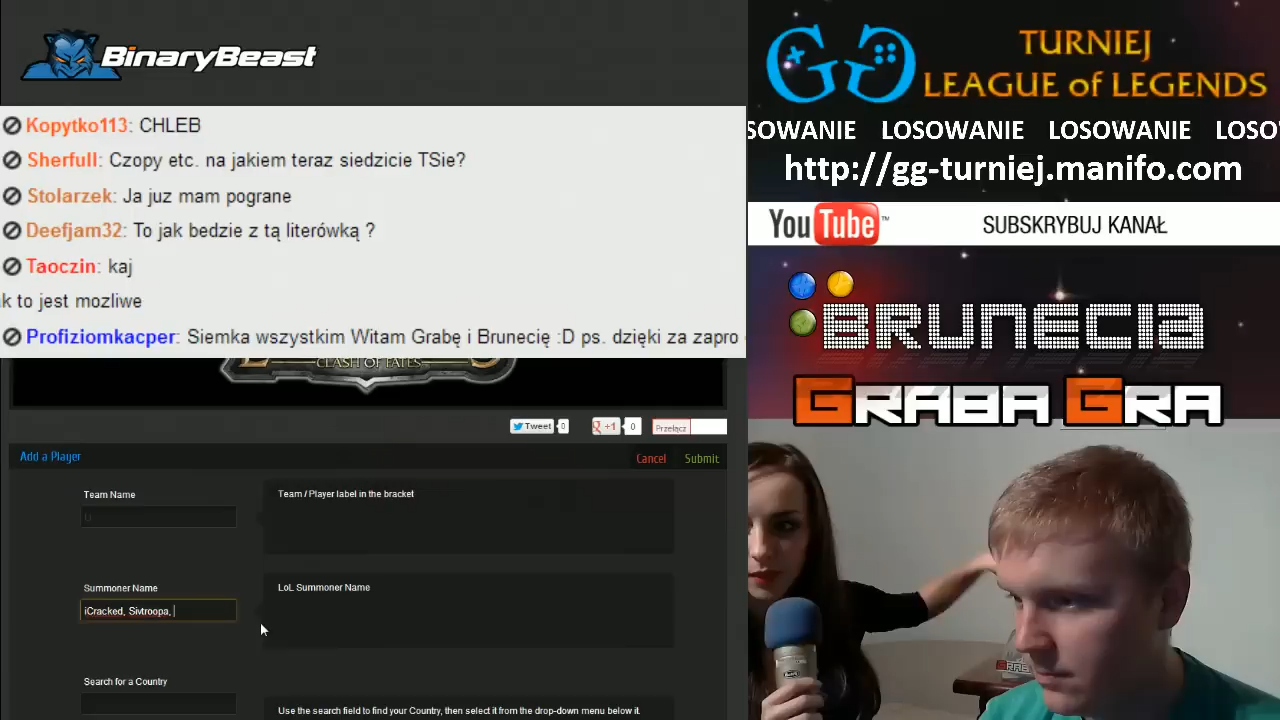 BinaryBeast
Kopytko113: CHLEB
Sherfull: Czopy etc. na jakiem teraz siedzicie TSie?
Stolarzek: Ja juz mam pograne
Deefjam32: To jak bedzie z tą literówką ?
Taoczin: kaj
k to jest mozliwe
Profiziomkacper: Siemka wszystkim Witam Grabę i Brunecię :D ps. dzięki za zapro
CLASH OF FATES
Tweet 0
+1 0
Przełącz
Add a Player
Cancel Submit
Team Name
Team / Player label in the bracket
Summoner Name
LoL Summoner Name
iCracked, Sivtroopa,
Search for a Country
Use the search field to find your Country, then select it from the drop-down menu below it.
GG
TURNIEJ
LEAGUE of LEGENDS
SOWANIE LOSOWANIE LOSOWANIE LOSO
http://gg-turniej.manifo.com
YouTube™
SUBSKRYBUJ KANAŁ
BRUNECIA
GRABA GRA